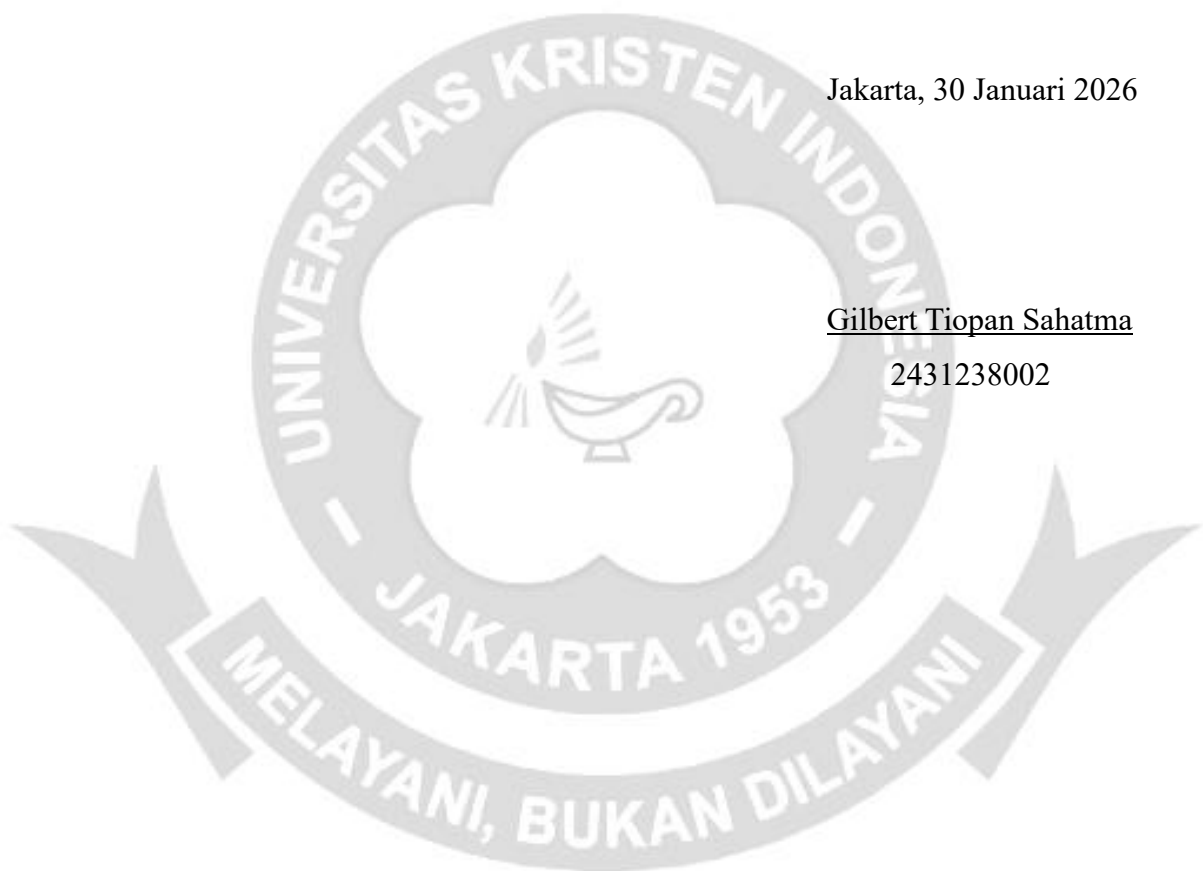 Jakarta, 30 Januari 2026
Gilbert Tiopan Sahatma
2431238002
UNIVERSITAS KRISTEN INDONESIA
JAKARTA 1953
MELAYANI, BUKAN DILAYANI